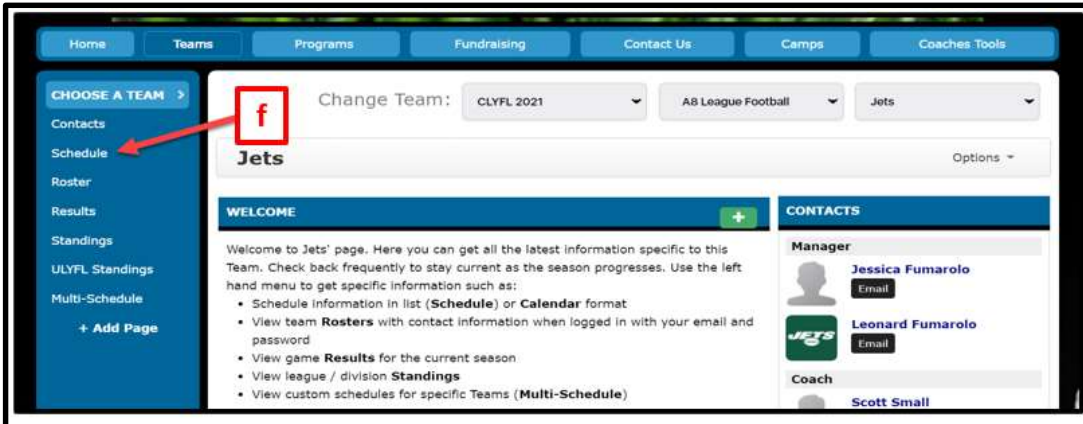 Home Teams Programs Fundraising Contact Us Camps Coaches Tools
CHOOSE A TEAM >
Contacts
Schedule
Roster
Results
Standings
ULYFL Standings
Multi-Schedule
+ Add Page
f
Change Team: CLYFL 2021 A8 League Football Jets
Jets Options
WELCOME
+
Welcome to Jets' page. Here you can get all the latest information specific to this
Team. Check back frequently to stay current as the season progresses. Use the left
hand menu to get specific information such as:
• Schedule information in list (Schedule) or Calendar format
• View team Rosters with contact information when logged in with your email and
password
• View game Results for the current season
• View league / division Standings
• View custom schedules for specific Teams (Multi-Schedule)
CONTACTS
Manager
Jessica Fumarolo
Email
JETS
Leonard Fumarolo
Email
Coach
Scott Small